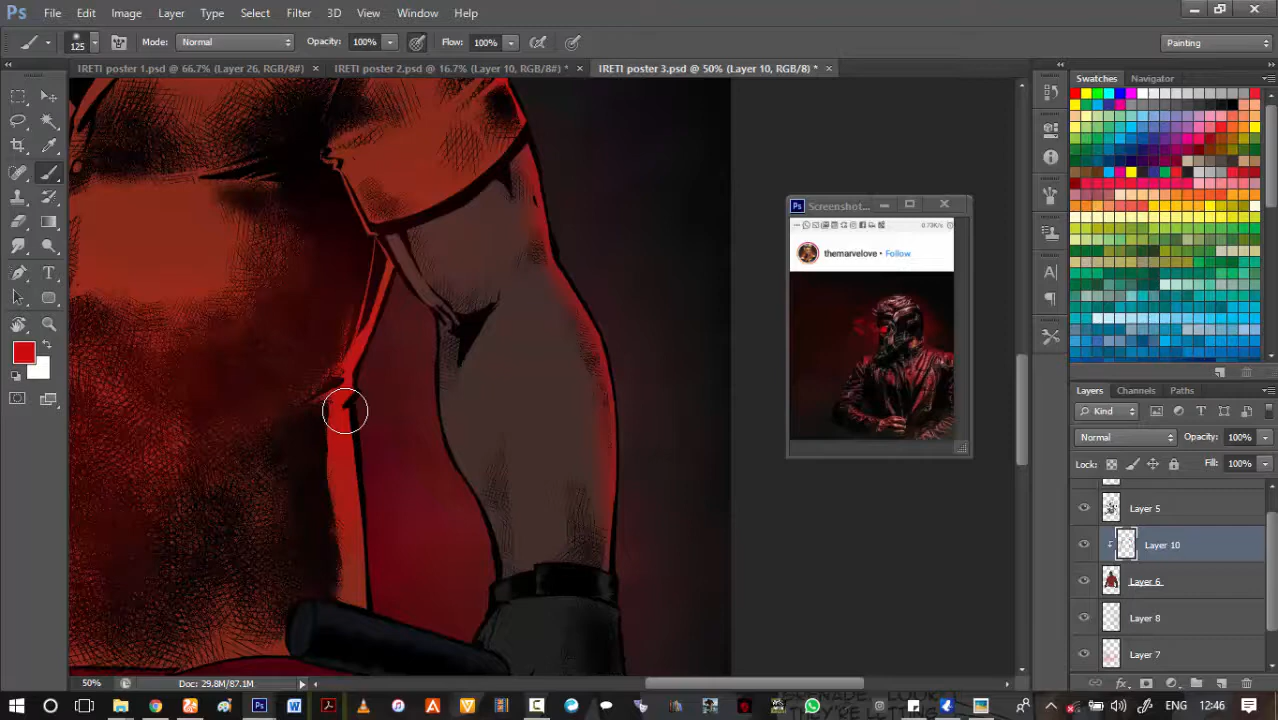 Ps File Edit Image Layer Type Select Filter 3D View Window Help
125 Mode: Normal Opacity: 100% Flow: 100% Painting
IRETI poster 1.psd @ 66.7% (Layer 26, RGB/8#) × IRETI poster 2.psd @ 16.7% (Layer 10, RGB/8#) * × IRETI poster 3.psd @ 50% (Layer 10, RGB/8) * ×
Swatches Navigator
Ps Screenshot...
0.73K/s
themarvelove • Follow
Layers Channels Paths
Kind
Normal Opacity: 100%
Lock: Fill: 100%
Layer 5
Layer 10
Layer 6
Layer 8
Layer 7
50% Doc: 29.8M/87.1M
ENG 12:46